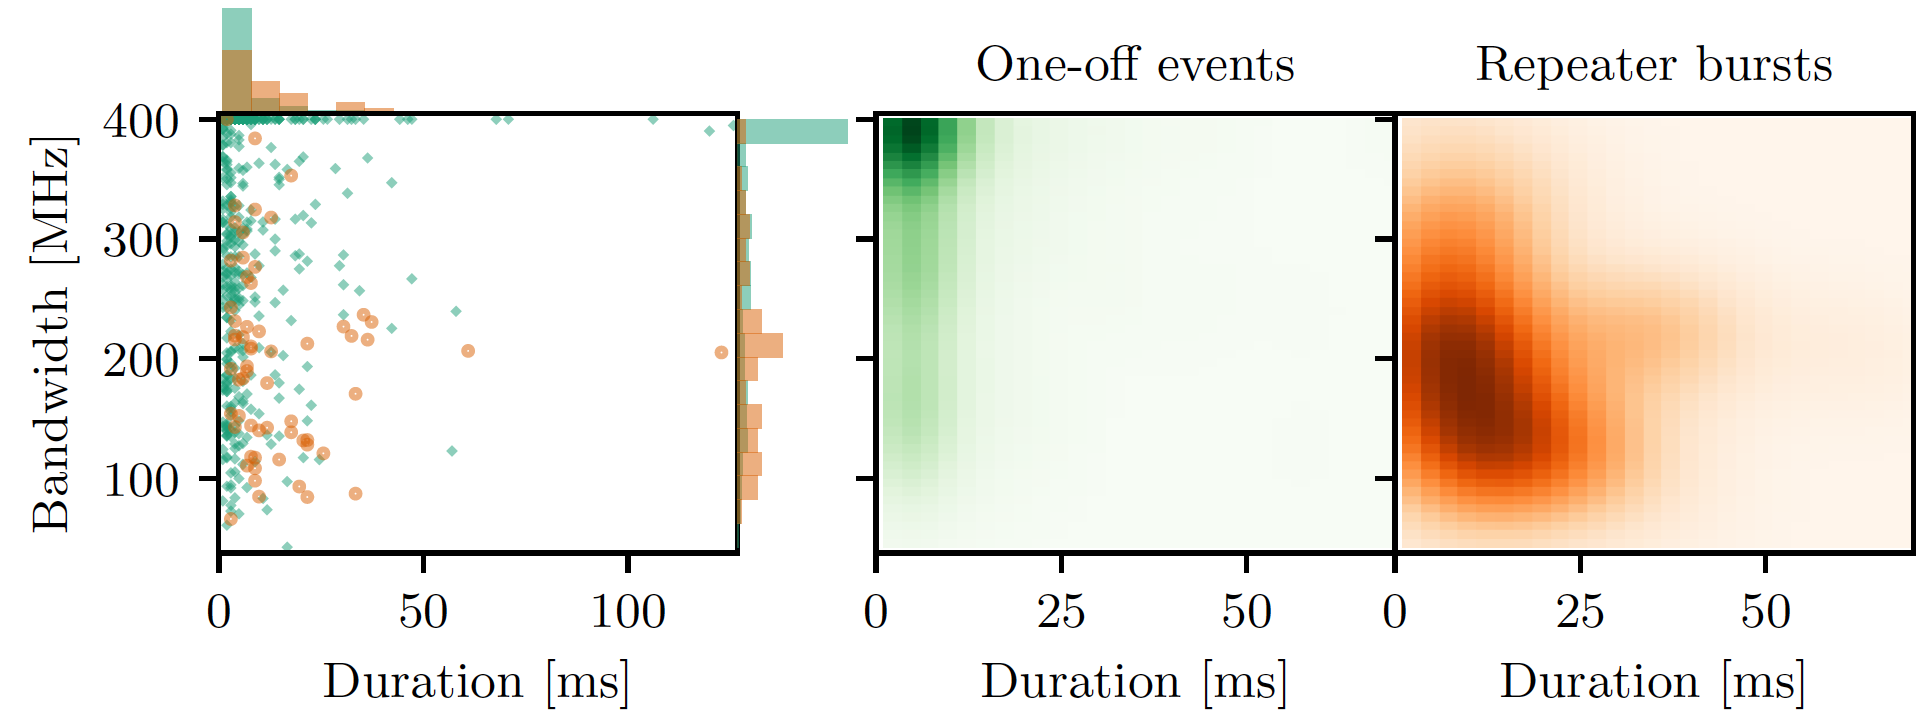 One-off events
Repeater bursts
Bandwidth [MHz]
400
300
200
100
0 50 100
0 25 50
0 25 50
Duration [ms]
Duration [ms]
Duration [ms]